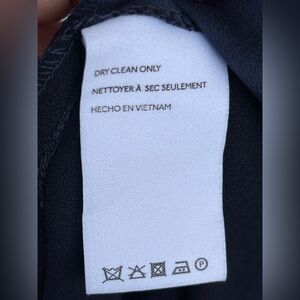 DRY CLEAN ONLY
NETTOYER À SEC SEULEMENT
HECHO EN VIETNAM
P